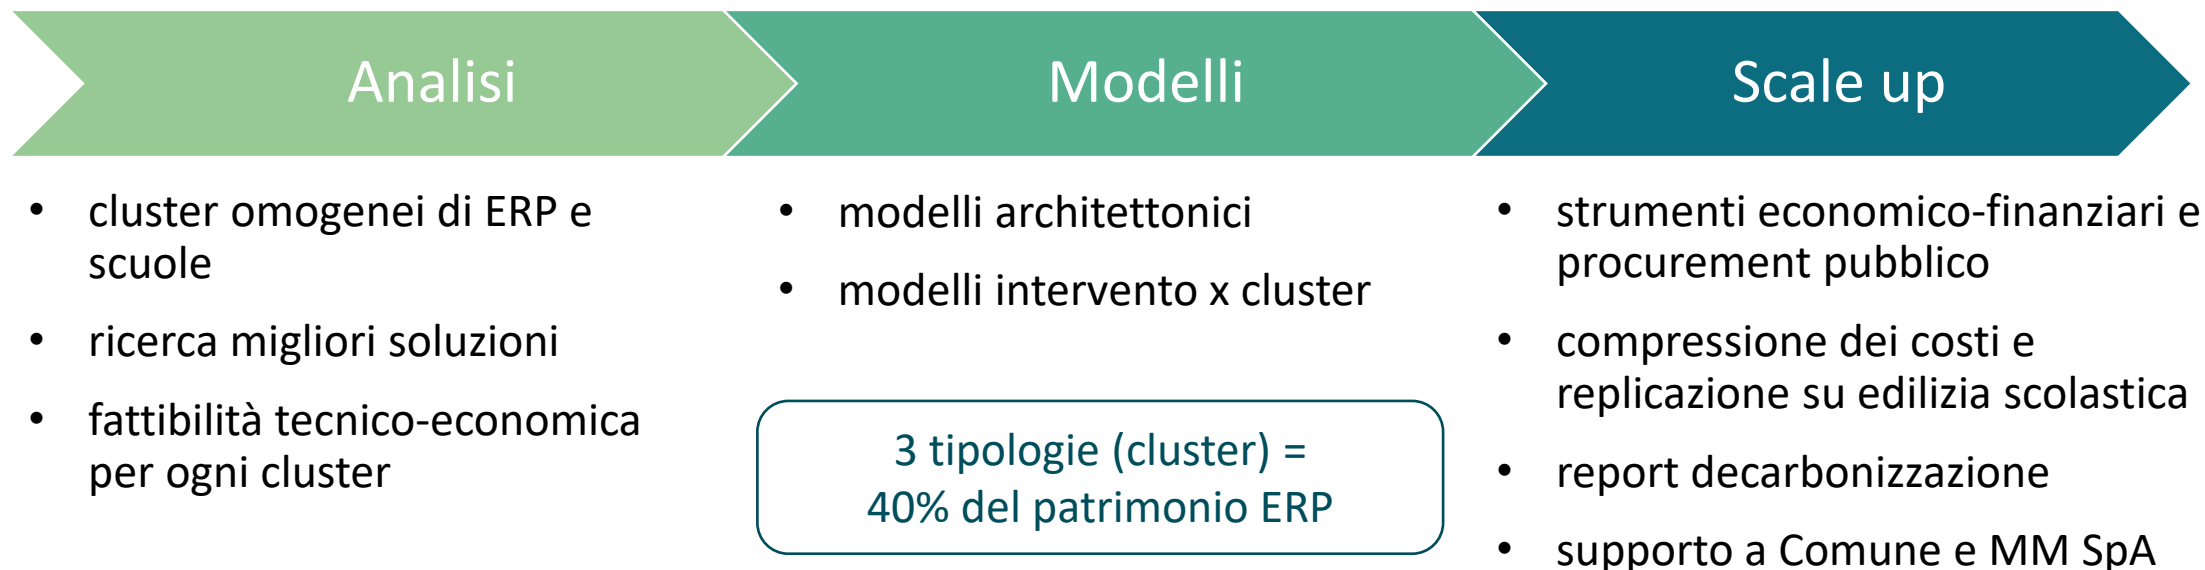 Analisi
Modelli
Scale up
• cluster omogenei di ERP e
scuole
• ricerca migliori soluzioni
• fattibilità tecnico-economica
per ogni cluster
• modelli architettonici
• modelli intervento x cluster
3 tipologie (cluster) =
40% del patrimonio ERP
• strumenti economico-finanziari e
procurement pubblico
• compressione dei costi e
replicazione su edilizia scolastica
• report decarbonizzazione
• supporto a Comune e MM SpA